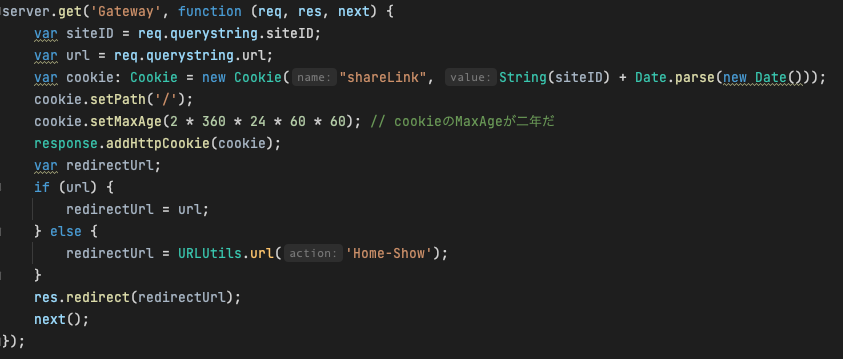 server.get('Gateway', function (req, res, next) {
    var siteID = req.querystring.siteID;
    var url = req.querystring.url;
    var cookie: Cookie = new Cookie( name: "shareLink", value: String(siteID) + Date.parse(new Date()));
    cookie.setPath('/');
    cookie.setMaxAge(2 * 360 * 24 * 60 * 60); // cookieのMaxAgeが二年だ
    response.addHttpCookie(cookie);
    var redirectUrl;
    if (url) {
        redirectUrl = url;
    } else {
        redirectUrl = URLUtils.url( action: 'Home-Show');
    }
    res.redirect(redirectUrl);
    next();
});